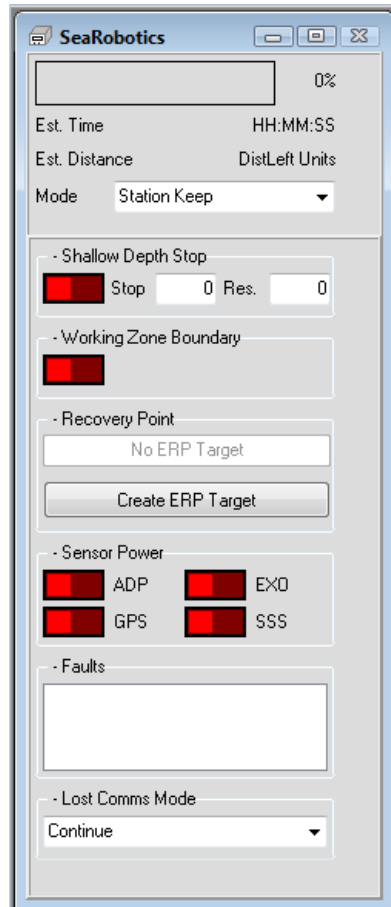 SeaRobotics
0%
Est. Time HH:MM:SS
Est. Distance DistLeft Units
Mode Station Keep
- Shallow Depth Stop
Stop 0 Res. 0
- Working Zone Boundary
- Recovery Point
No ERP Target
Create ERP Target
- Sensor Power
ADP EXO
GPS SSS
- Faults
- Lost Comms Mode
Continue